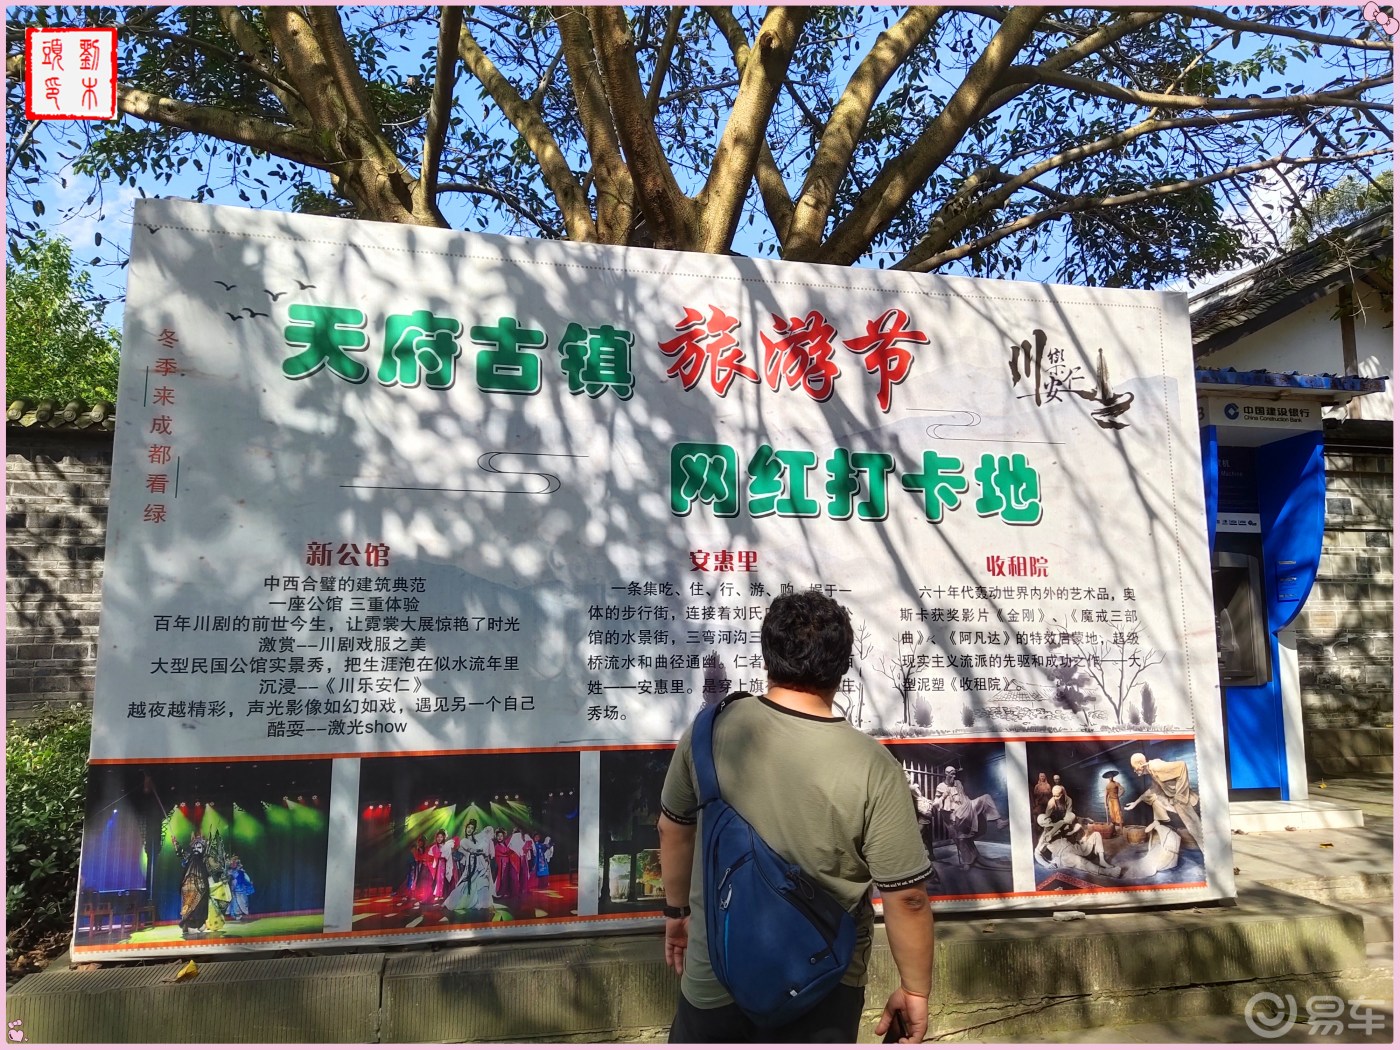 劉木
頭印
冬季来成都看绿
天府古镇 旅游节
网红打卡地
川
崇
安仁
中国建设银行
China Construction Bank
新公馆
中西合璧的建筑典范
一座公馆 三重体验
百年川剧的前世今生，让霓裳大展惊艳了时光
激赏--川剧戏服之美
大型民国公馆实景秀，把生涯泡在似水流年里
沉浸--《川乐安仁》
越夜越精彩，声光影像如幻如戏，遇见另一个自己
酷耍--激光show
安惠里
一条集吃、住、行、游、购、娱于一
体的步行街，连接着刘氏
馆的水景街，三弯河沟三
桥流水和曲径通幽。仁者
姓——安惠里。是穿上旗
秀场。
收租院
六十年代轰动世界内外的艺术品，奥
斯卡获奖影片《金刚》、《魔戒三部
曲》、《阿凡达》的特效启蒙地，超级
现实主义流派的先驱和成功之作——大
型泥塑《收租院》。
易车